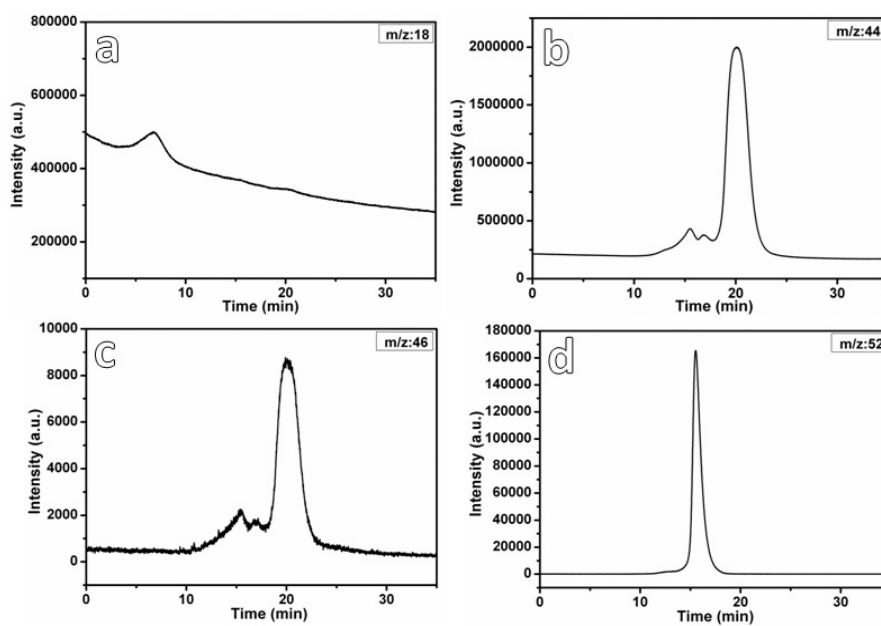 a
m/z:18
800000
600000
400000
200000
Intensity (a.u.)
0
10
20
30
Time (min)
b
m/z:44
2000000
1500000
1000000
500000
0
Intensity (a.u.)
0
10
20
30
Time (min)
c
m/z:46
10000
8000
6000
4000
2000
0
Intensity (a.u.)
0
10
20
30
Time (min)
d
m/z:52
180000
160000
140000
120000
100000
80000
60000
40000
20000
0
Intensity (a.u.)
0
10
20
30
Time (min)